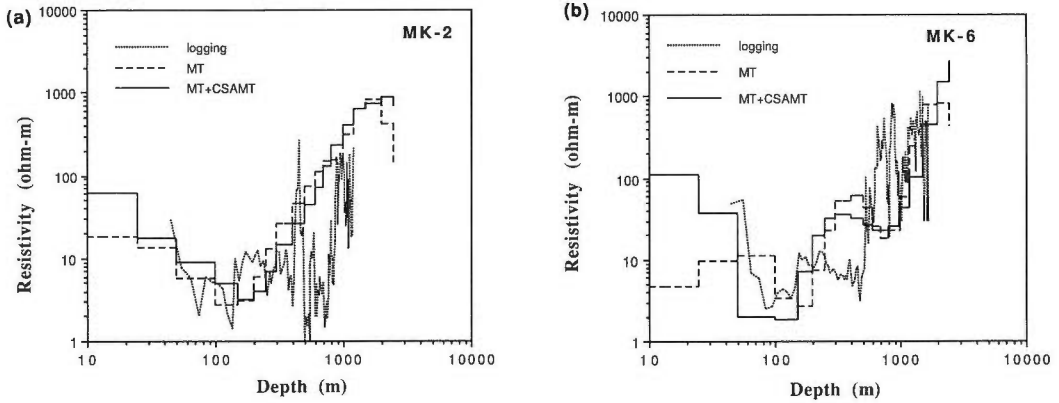 (a)
MK-2
logging
MT
MT+CSAMT
10000
1000
100
10
1
Resistivity (ohm-m)
10
100
1000
10000
Depth (m)
(b)
MK-6
logging
MT
MT+CSAMT
10000
1000
100
10
1
Resistivity (ohm-m)
10
100
1000
10000
Depth (m)